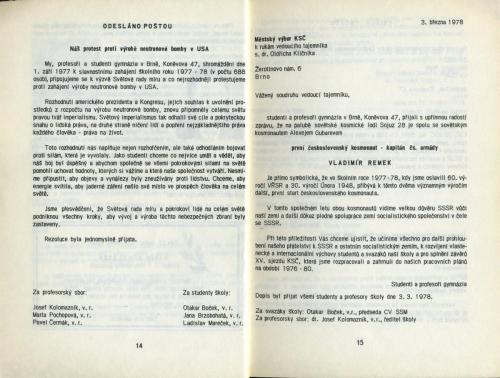 ODESLÁNO POŠTOU
Náš protest proti výrobě neutronové bomby v USA
My, profesoři a studenti gymnázia v Brně, Koněvova 47, shromážděni dne
1. září 1977 k slavnostnímu zahájení školního roku 1977 - 78 (v počtu 688
osob), připojujeme se k výzvě Světové rady míru a co nejrozhodněji protestujeme
proti zahájení výroby neutronové bomby v USA.
Rozhodnutí amerického prezidenta a Kongresu, jejich souhlas k uvolnění pro-
středků z rozpočtu na výrobu neutronové bomby, znovu připomněly celému světu
pravou tvář imperialismu. Světový imperialismus tak odhalil své cíle a pokryteckou
snahu o lidská práva, na druhé straně ničení lidí a popření nejzákladnějšího práva
každého člověka - práva na život.
Toto rozhodnutí nás naplňuje nejen rozhořčením, ale také odhodláním bojovat
proti silám, které je vyvolaly. Jako studenti chceme co nejvíce umět a vědět, aby
náš boj byl úspěšný a abychom společně se všemi pokrokovými silami na světě
pomohli uchovat hodnoty, kterých si vážíme a která naše společnost vytváří. Nesmí-
me připustit, aby objevy a vynálezy byly zneužívány proti lidstvu. Chceme, aby
energie svítila, aby jaderné záření našlo své místo ve prospěch člověka na celém
světě.
Jsme přesvědčeni, že Světová rada míru a pokrokoví lidé na celém světě
podniknou všechny kroky, aby vývoj a výroba těchto nebezpečných zbraní byly
zastaveny.
Rezoluce byla jednomyslně přijata.
Za profesorský sbor:
Josef Kolomazník, v. r.
Marta Pochopová, v. r.
Pavel Čermák, v. r.
Za studenty školy:
Otakar Boček, v. r.
Jana Brzobohatá, v. r.
Ladislav Mareček, v. r.
14
3. března 1978
Městský výbor KSČ
k rukám vedoucího tajemníka
s. dr. Oldřicha Kličníka
Žerotínovo nám. 6
Brno
Vážený soudruhu vedoucí tajemníku,
studenti a profesoři gymnázia v Brně, Koněvova 47, přijali s upřímnou radostí
zprávu, že na palubě sovětské kosmické lodi Sojuz 28 je spolu se sovětským
kosmonautem Alexejem Gubarevem
první československý kosmonaut - kapitán čs. armády
VLADIMÍR REMEK
Je přímo symbolické, že ve školním roce 1977-78, kdy jsme oslavili 60. vý-
ročí VŘSR a 30. výročí Února 1948, přibývá k těmto dvěma významným výročím
další, první start československého kosmonauta.
V tomto společném letu obou kosmonautů vidíme velkou důvěru SSSR vůči
naší zemi a další důkaz plodné spolupráce zemí socialistického společenství v čele
se SSSR.
Při této příležitosti Vás chceme ujistit, že učiníme všechno pro další prohlou-
bení našeho přátelství k SSSR a ostatním socialistickým zemím, k rozvíjení vlaste-
necké a internacionální výchovy studentů a svazáků naší školy a pro splnění závěrů
XV. sjezdu KSČ, které jsme rozpracovali a zahrnuli do našich pracovních plánů
na období 1976 - 80.
Studenti a profesoři gymnázia
Dopis byl přijat všemi studenty a profesory školy dne 3. 3. 1978.
Za svazáky školy: Otakar Boček, v.r., předseda CV SSM
Za profesorský sbor: dr. Josef Kolomazník, v.r., ředitel školy
15